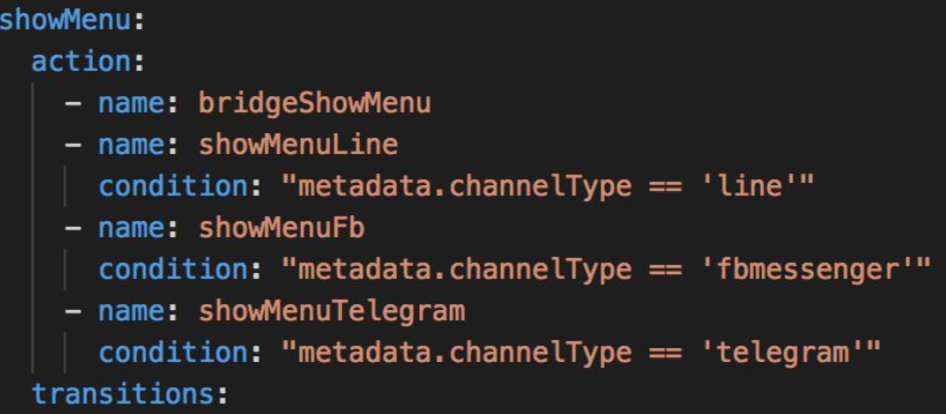 showMenu:
  action:
    - name: bridgeShowMenu
    - name: showMenuLine
      condition: "metadata.channelType == 'line'"
    - name: showMenuFb
      condition: "metadata.channelType == 'fbmessenger'"
    - name: showMenuTelegram
      condition: "metadata.channelType == 'telegram'"
  transitions: